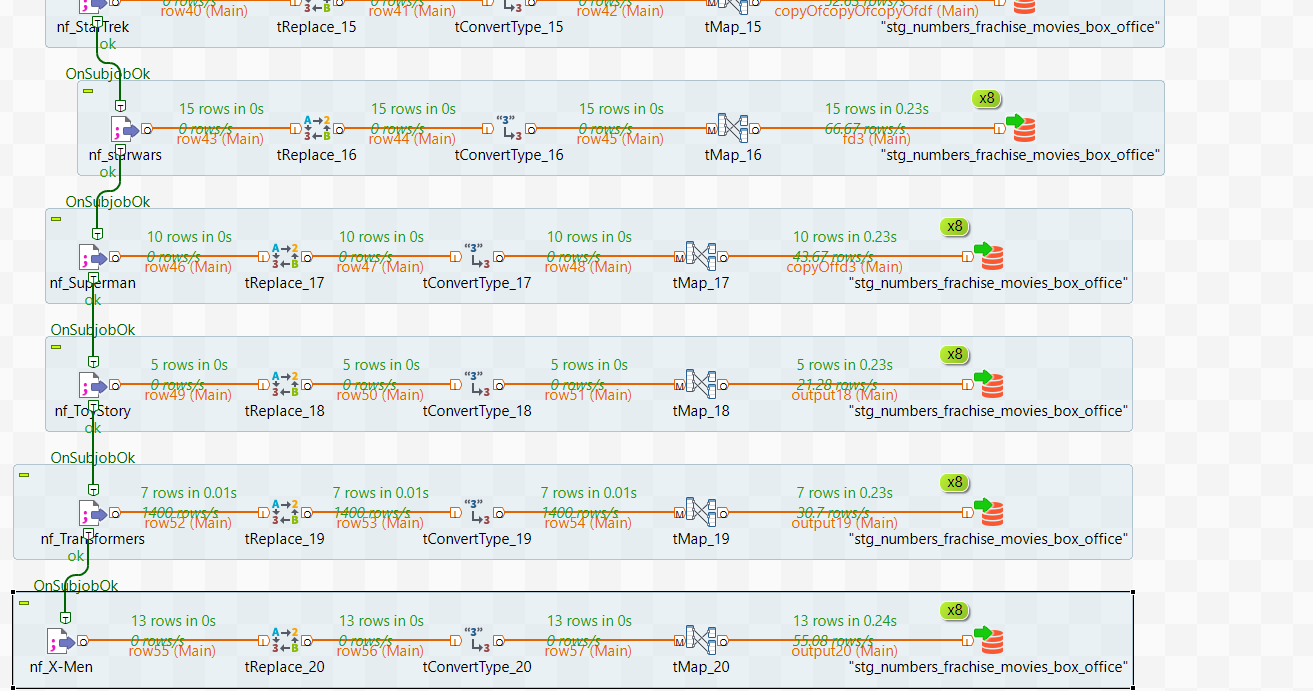 row40 (Main) row41 (Main) row42 (Main) copyOfcopyOfcopyOfdf (Main)
nf_StarTrek tReplace_15 tConvertType_15 tMap_15 "stg_numbers_frachise_movies_box_office"
ok
OnSubjobOk
x8
15 rows in 0s 15 rows in 0s 15 rows in 0s 15 rows in 0.23s
0 rows/s 0 rows/s 0 rows/s 66.67 rows/s
row43 (Main) row44 (Main) row45 (Main) fd3 (Main)
nf_starwars tReplace_16 tConvertType_16 tMap_16 "stg_numbers_frachise_movies_box_office"
ok
OnSubjobOk
x8
10 rows in 0s 10 rows in 0s 10 rows in 0s 10 rows in 0.23s
0 rows/s 0 rows/s 0 rows/s 43.67 rows/s
row46 (Main) row47 (Main) row48 (Main) copyOffd3 (Main)
nf_Superman tReplace_17 tConvertType_17 tMap_17 "stg_numbers_frachise_movies_box_office"
ok
OnSubjobOk
x8
5 rows in 0s 5 rows in 0s 5 rows in 0s 5 rows in 0.23s
0 rows/s 0 rows/s 0 rows/s 21.28 rows/s
row49 (Main) row50 (Main) row51 (Main) output18 (Main)
nf_ToyStory tReplace_18 tConvertType_18 tMap_18 "stg_numbers_frachise_movies_box_office"
ok
OnSubjobOk
x8
7 rows in 0.01s 7 rows in 0.01s 7 rows in 0.01s 7 rows in 0.23s
1400 rows/s 1400 rows/s 1400 rows/s 30.7 rows/s
row52 (Main) row53 (Main) row54 (Main) output19 (Main)
nf_Transformers tReplace_19 tConvertType_19 tMap_19 "stg_numbers_frachise_movies_box_office"
ok
OnSubjobOk
x8
13 rows in 0s 13 rows in 0s 13 rows in 0s 13 rows in 0.24s
0 rows/s 0 rows/s 0 rows/s 55.08 rows/s
row55 (Main) row56 (Main) row57 (Main) output20 (Main)
nf_X-Men tReplace_20 tConvertType_20 tMap_20 "stg_numbers_frachise_movies_box_office"